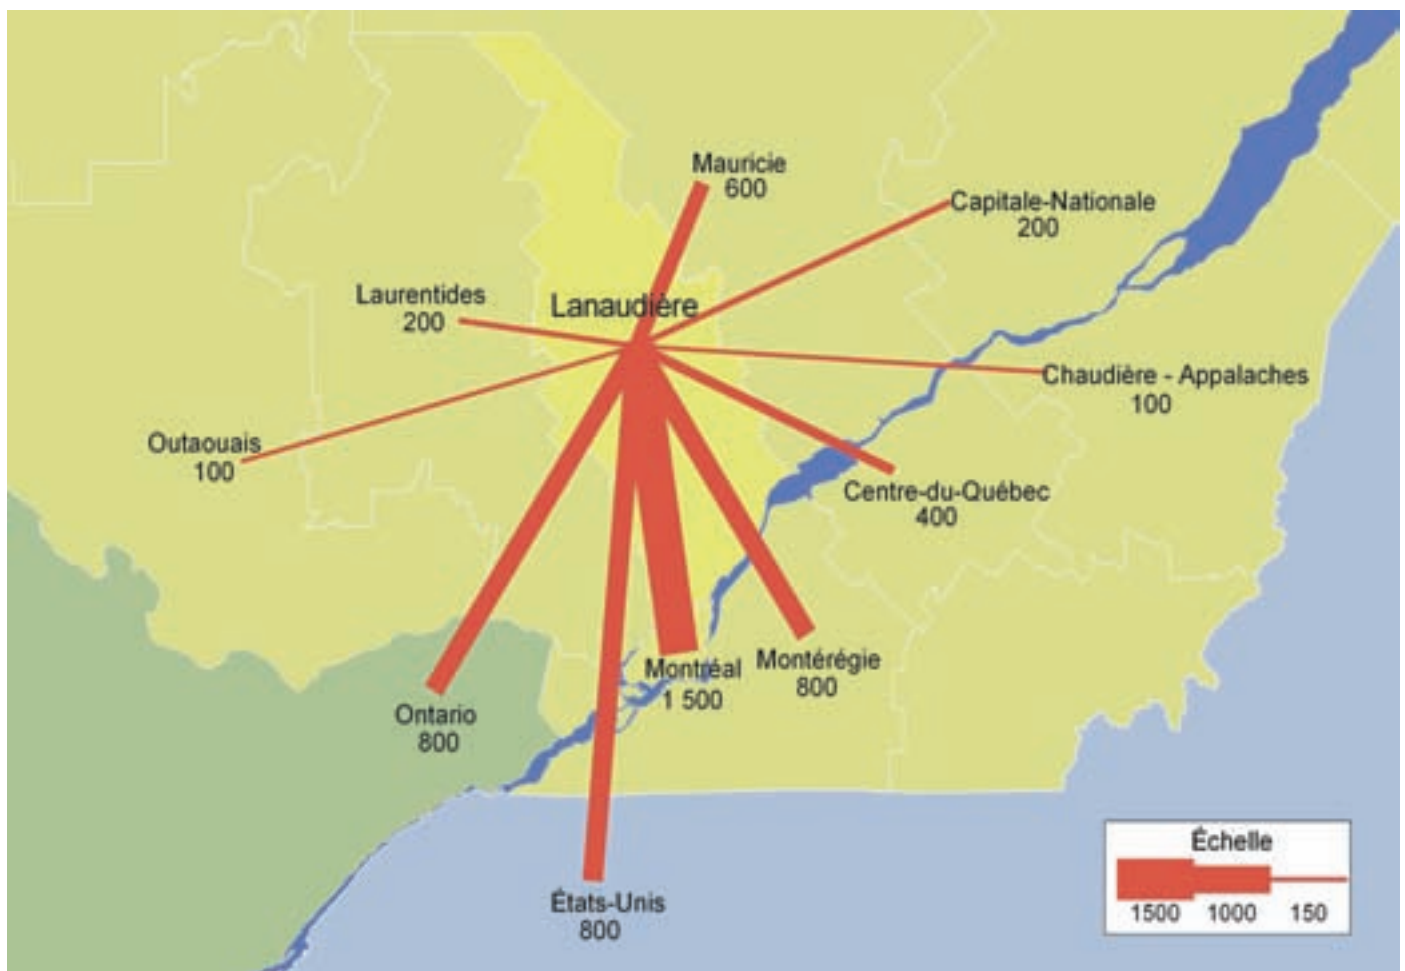 Mauricie
600
Capitale-Nationale
200
Laurentides
200
Lanaudière
Chaudière - Appalaches
100
Outaouais
100
Centre-du-Québec
400
Montréal
1 500
Montérégie
800
Ontario
800
États-Unis
800
Échelle
1500 1000 150